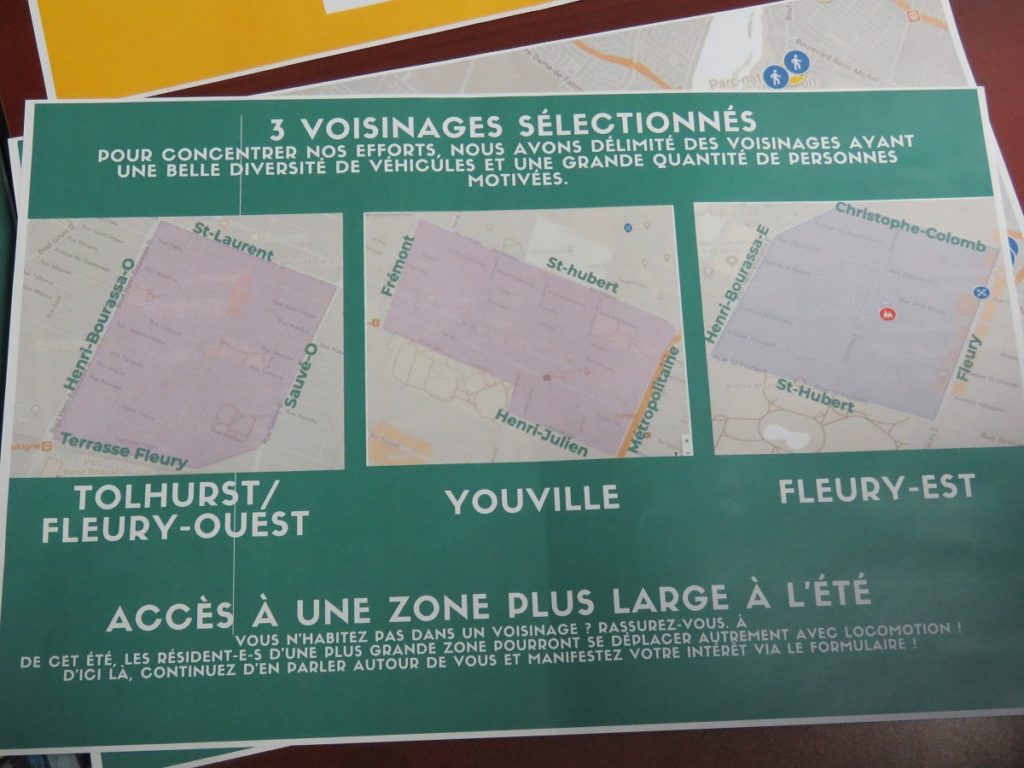 Parc-nat
Boulevard Saint-Michel
3 VOISINAGES SÉLECTIONNÉS
POUR CONCENTRER NOS EFFORTS, NOUS AVONS DÉLIMITÉ DES VOISINAGES AYANT
UNE BELLE DIVERSITÉ DE VÉHICULES ET UNE GRANDE QUANTITÉ DE PERSONNES
MOTIVÉES.
St-Laurent
Henri-Bourassa-O
Sauvé-O
Terrasse Fleury
Frémont
St-hubert
Métropolitaine
Henri-Julien
Christophe-Colomb
Henri-Bourassa-E
Fleury
St-Hubert
TOLHURST/
FLEURY-OUEST
YOUVILLE
FLEURY-EST
ACCÈS À UNE ZONE PLUS LARGE À L'ÉTÉ
VOUS N'HABITEZ PAS DANS UN VOISINAGE ? RASSUREZ-VOUS. À
DE CET ÉTÉ, LES RÉSIDENT-E-S D'UNE PLUS GRANDE ZONE POURRONT SE DÉPLACER AUTREMENT AVEC LOCOMOTION !
D'ICI LÀ, CONTINUEZ D'EN PARLER AUTOUR DE VOUS ET MANIFESTEZ VOTRE INTÉRÊT VIA LE FORMULAIRE !